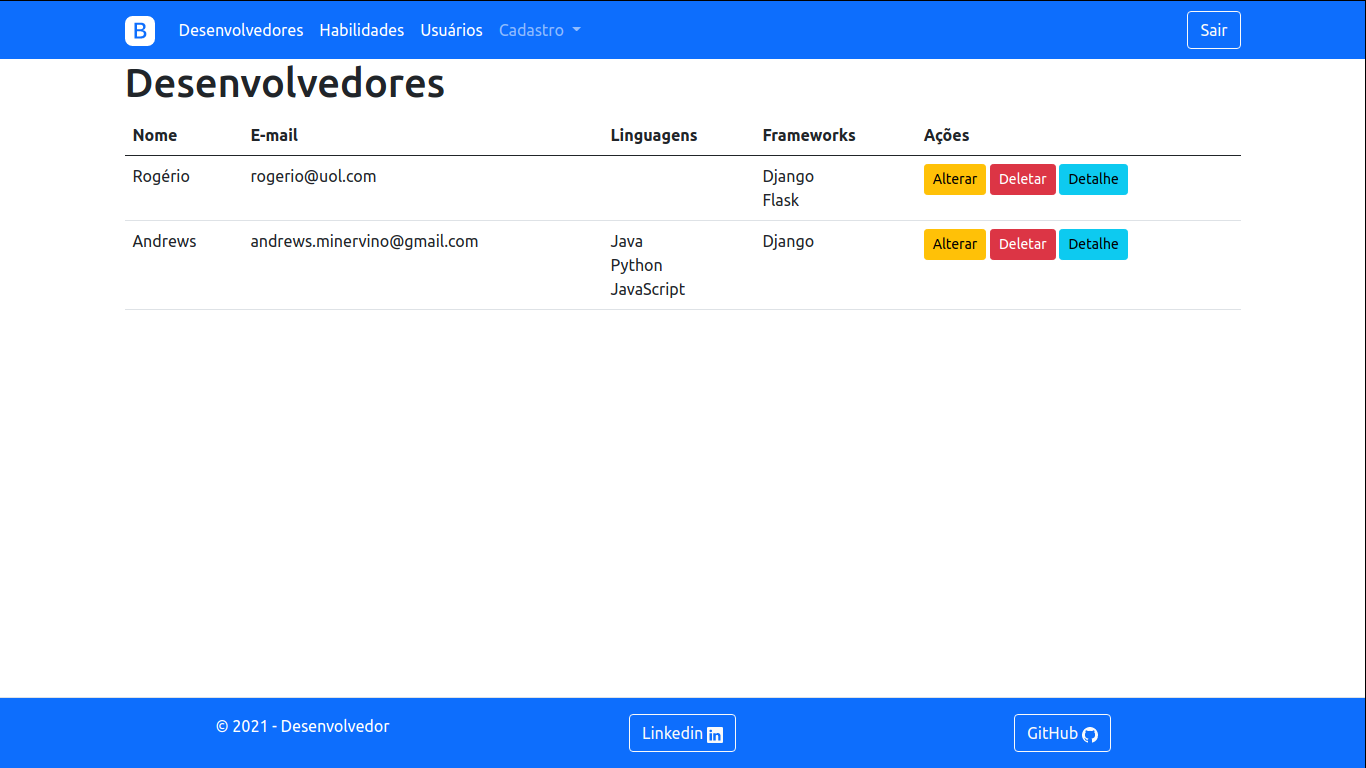 B Desenvolvedores Habilidades Usuários Cadastro Sair
Desenvolvedores
Nome E-mail Linguagens Frameworks Ações
Rogério rogerio@uol.com Django Alterar Deletar Detalhe
Flask
Andrews andrews.minervino@gmail.com Java Django Alterar Deletar Detalhe
Python
JavaScript
© 2021 - Desenvolvedor Linkedin in GitHub